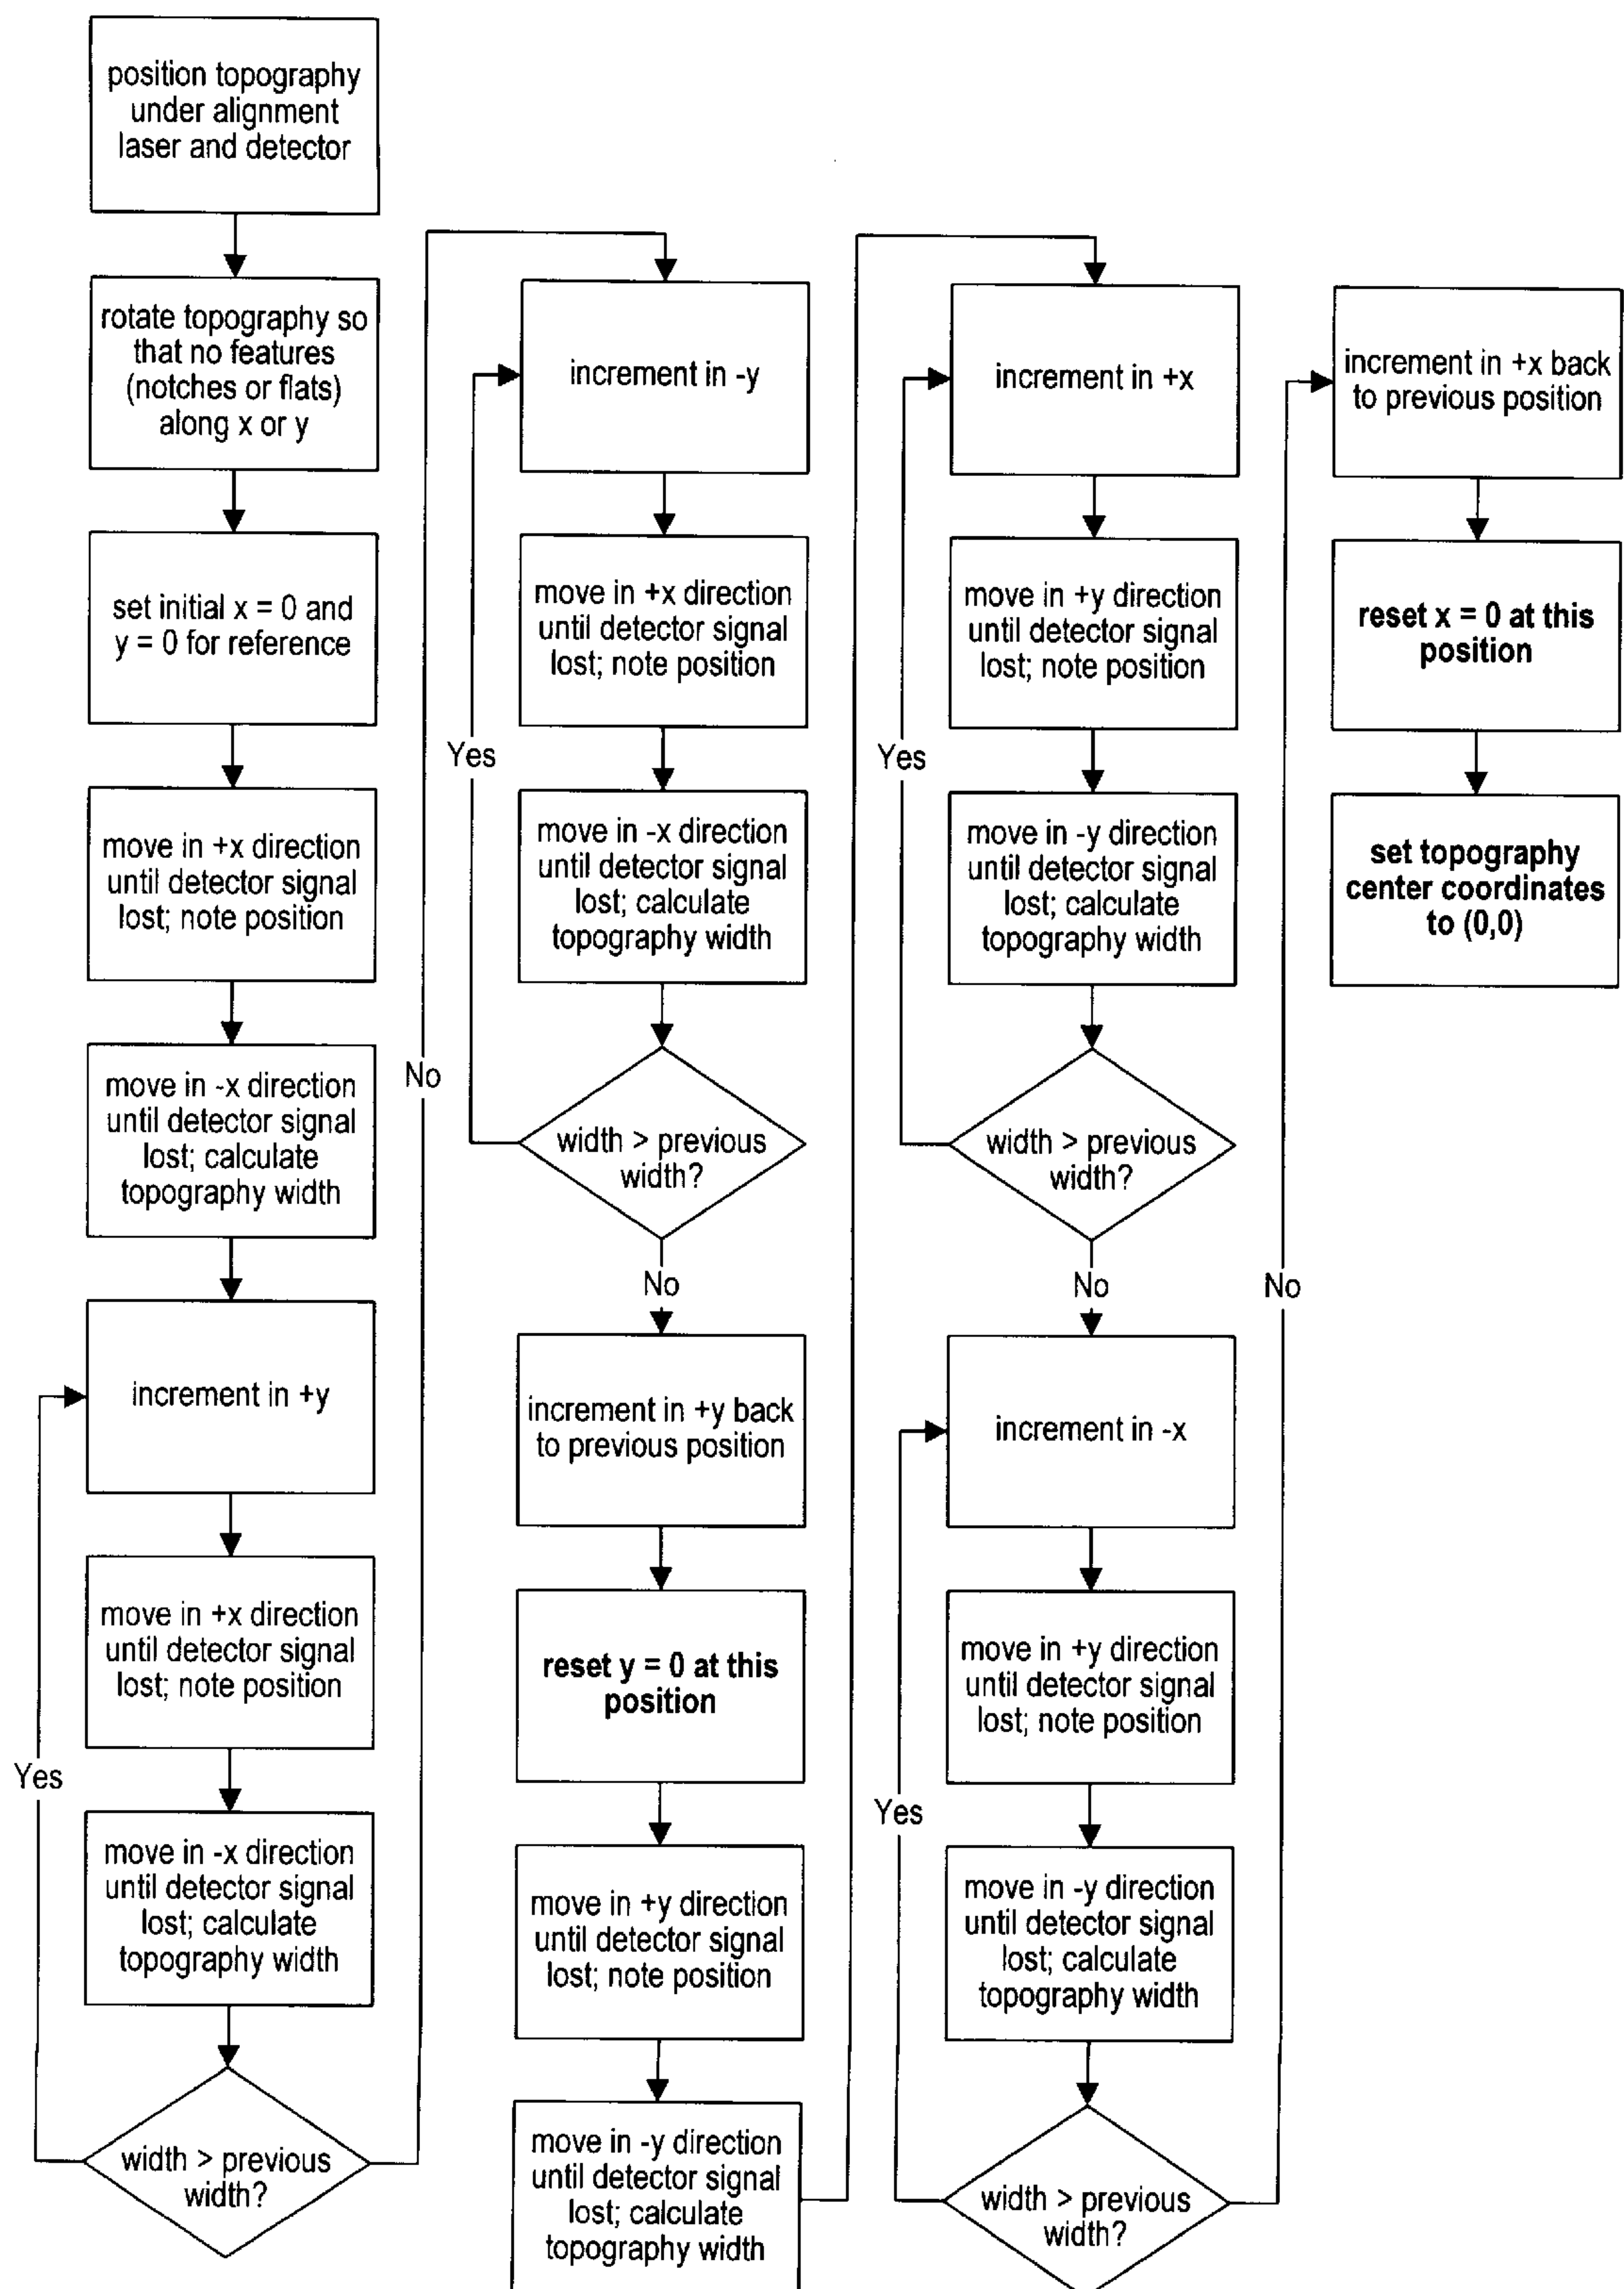 position topography
under alignment
laser and detector
rotate topography so
that no features
(notches or flats)
along x or y
set initial x = 0 and
y = 0 for reference
move in +x direction
until detector signal
lost; note position
move in -x direction
until detector signal
lost; calculate
topography width
increment in +y
move in +x direction
until detector signal
lost; note position
Yes
move in -x direction
until detector signal
lost; calculate
topography width
width > previous
width?
No
increment in -y
move in +x direction
until detector signal
lost; note position
Yes
move in -x direction
until detector signal
lost; calculate
topography width
width > previous
width?
No
increment in +y back
to previous position
reset y = 0 at this
position
move in +y direction
until detector signal
lost; note position
move in -y direction
until detector signal
lost; calculate
topography width
increment in +x
move in +y direction
until detector signal
lost; note position
Yes
move in -y direction
until detector signal
lost; calculate
topography width
width > previous
width?
No
increment in -x
move in +y direction
until detector signal
lost; note position
Yes
move in -y direction
until detector signal
lost; calculate
topography width
width > previous
width?
No
increment in +x back
to previous position
reset x = 0 at this
position
set topography
center coordinates
to (0,0)